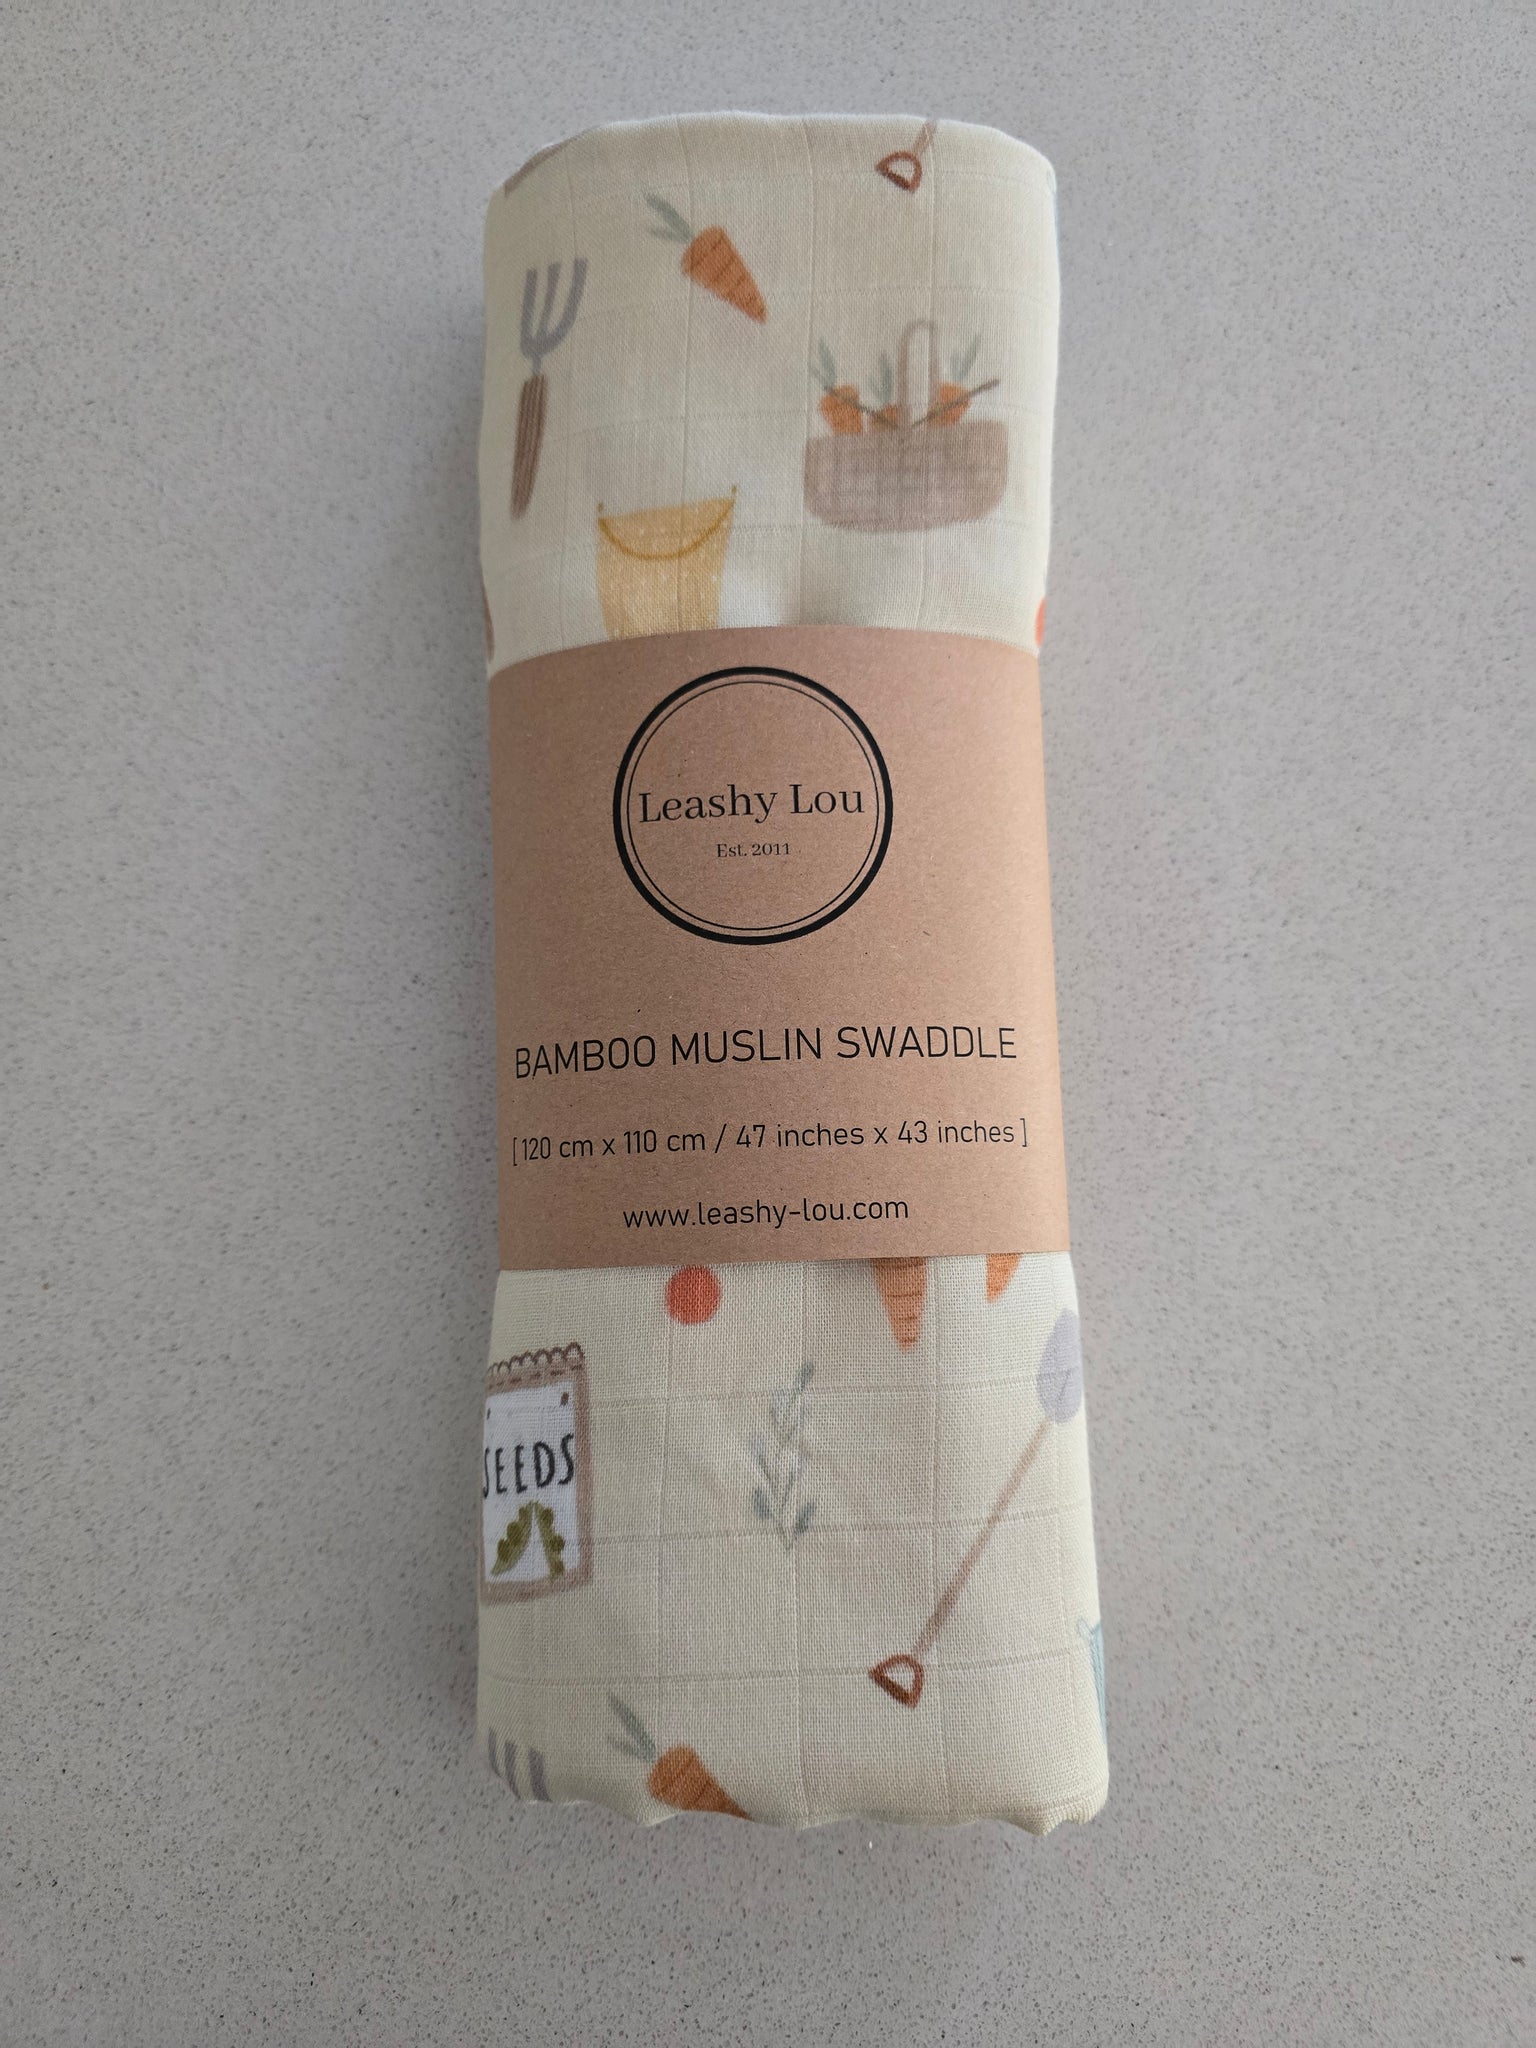 Leashy Lou
Est. 2011
BAMBOO MUSLIN SWADDLE
[ 120 cm x 110 cm / 47 inches x 43 inches ]
www.leashy-lou.com
SEEDS